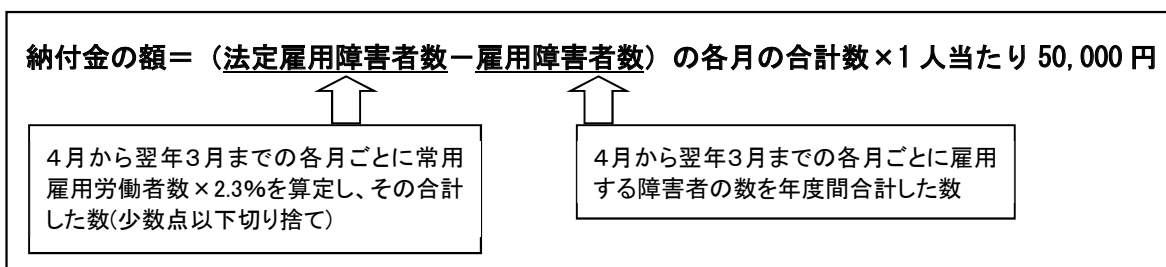 納付金の額＝（法定雇用障害者数－雇用障害者数）の各月の合計数×1人当たり 50,000 円
４月から翌年３月までの各月ごとに常用
雇用労働者数×2.3%を算定し、その合計
した数(少数点以下切り捨て)
４月から翌年３月までの各月ごとに雇用
する障害者の数を年度間合計した数